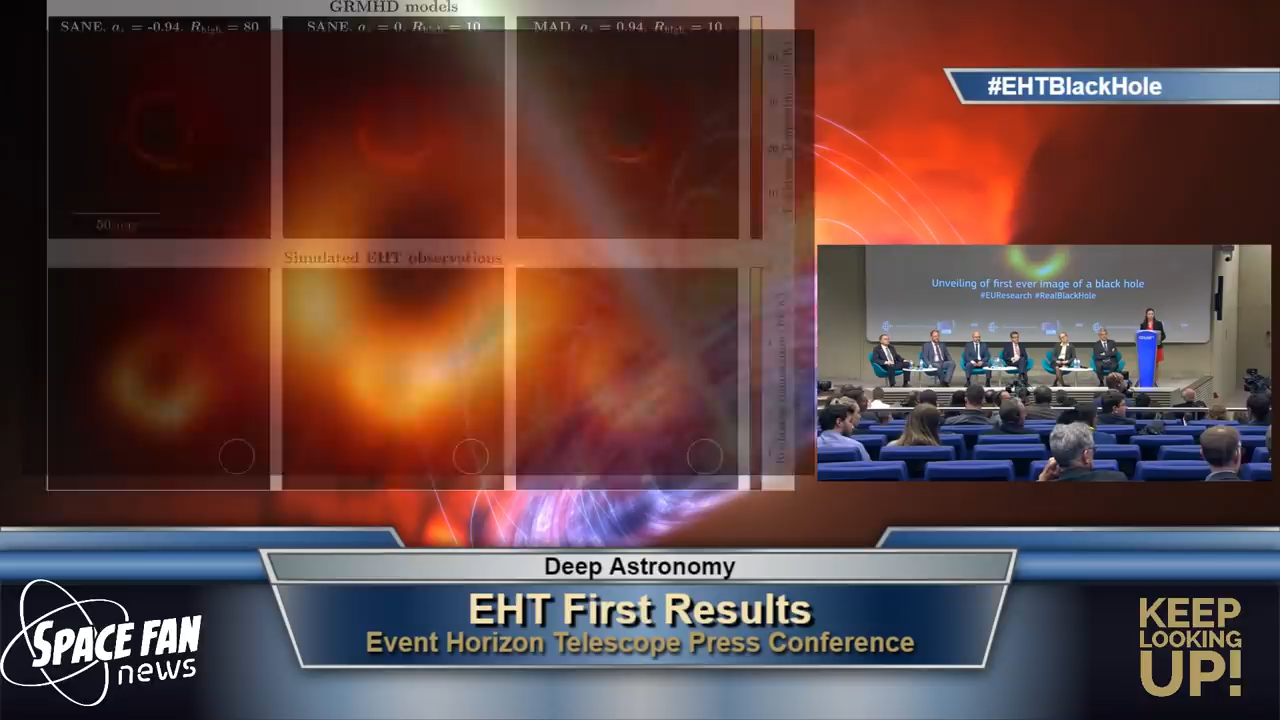 GRMHD models
SANE, a* = -0.94, Rhigh = 80
SANE, a* = 0, Rhigh = 10
MAD, a* = 0.94, Rhigh = 10
#EHTBlackHole
Simulated EHT observations
Unveiling of first ever image of a black hole
#EUResearch #RealBlackHole
Deep Astronomy
EHT First Results
Event Horizon Telescope Press Conference
SPACE FAN
news
KEEP
LOOKING
UP!